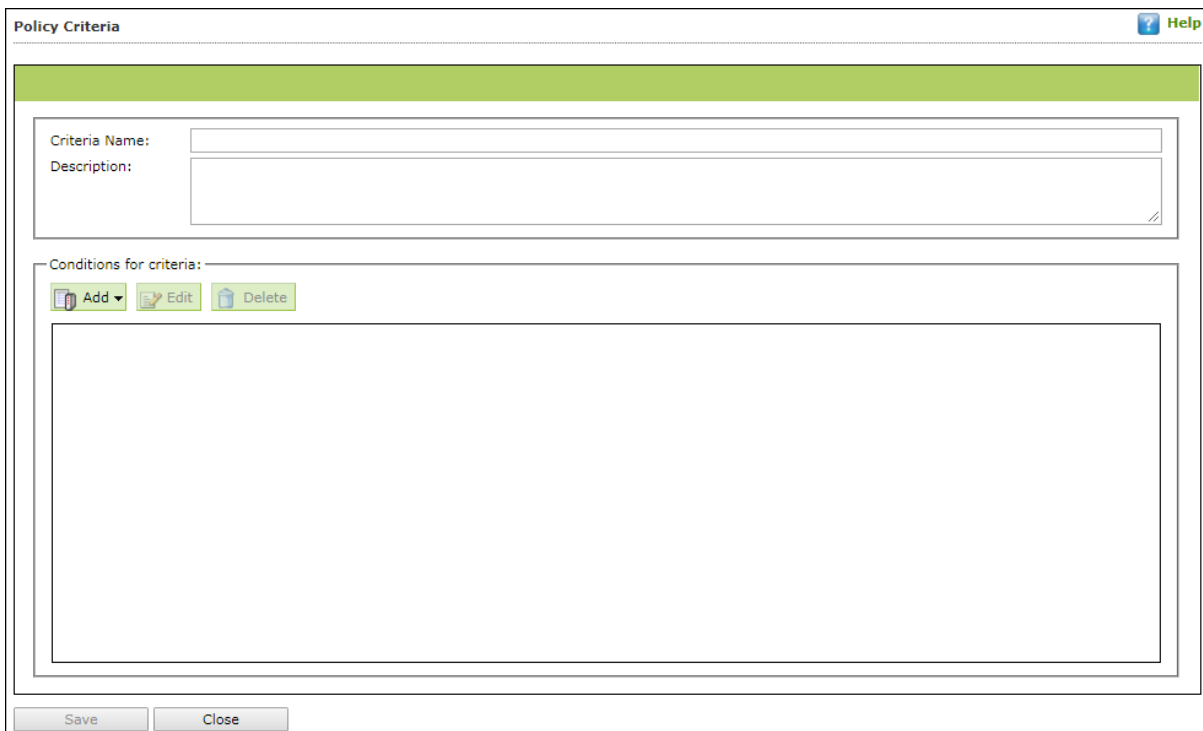 Policy Criteria
? Help
Criteria Name:
Description:
Conditions for criteria:
Add Edit Delete
Save Close